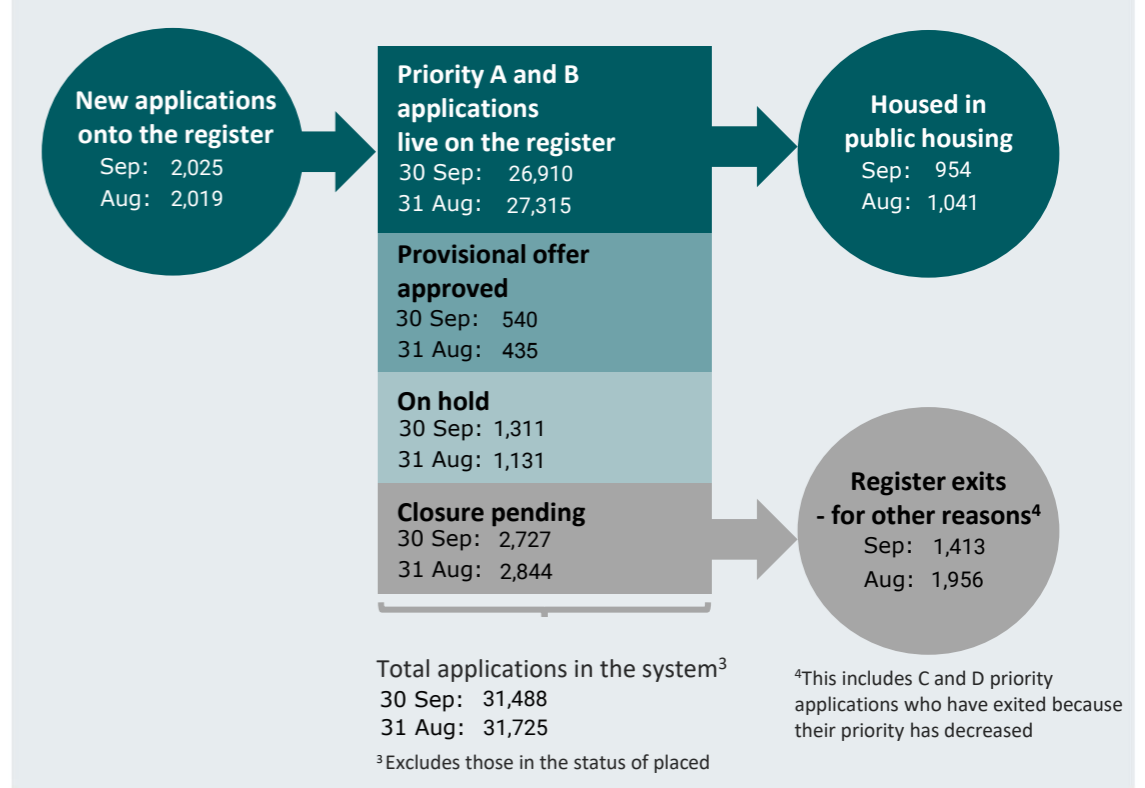 New applications
onto the register
Sep: 2,025
Aug: 2,019
Priority A and B
applications
live on the register
30 Sep: 26,910
31 Aug: 27,315
Housed in
public housing
Sep: 954
Aug: 1,041
Provisional offer
approved
30 Sep: 540
31 Aug: 435
On hold
30 Sep: 1,311
31 Aug: 1,131
Closure pending
30 Sep: 2,727
31 Aug: 2,844
Register exits
- for other reasons⁴
Sep: 1,413
Aug: 1,956
Total applications in the system³
30 Sep: 31,488
31 Aug: 31,725
³ Excludes those in the status of placed
⁴This includes C and D priority
applications who have exited because
their priority has decreased